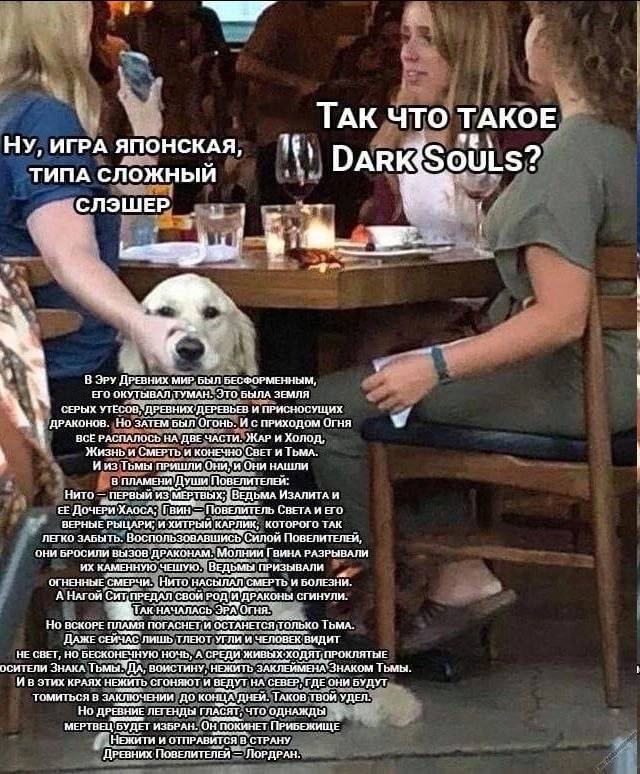 Так что такое
Dark Souls?
Ну, игра японская,
типа сложный
слэшер
В Эру Древних мир был бесформенным,
его окутывал туман. Это была земля
серых утёсов, древних деревьев и присносущих
драконов. Но затем был Огонь. И с приходом Огня
всё распалось на две части. Жар и Холод,
Жизнь и Смерть и конечно Свет и Тьма.
И из Тьмы пришли Они, и Они нашли
в пламени Души Повелителей:
Нито – первый из мёртвых; Ведьма Изалита и
её Дочери Хаоса; Гвин – Повелитель Света и его
верные рыцари; и хитрый карлик, которого так
легко забыть. Воспользовавшись Силой Повелителей,
они бросили вызов драконам. Молнии Гвина разрывали
их каменную чешую. Ведьмы призывали
огненные смерчи. Нито насылал смерть и болезни.
А Нагой Сит предал свой род и драконы сгинули.
Так началась Эра Огня.
Но вскоре пламя погаснет и останется только Тьма.
Даже сейчас лишь тлеют угли и человек видит
не свет, но бесконечную ночь, а среди живых ходят проклятые
осители Знака Тьмы. Да, воистину, нежить заклеймена Знаком Тьмы.
И в этих краях нежить сгоняют и ведут на север, где они будут
томиться в заключении до конца дней. Таков твой удел.
Но древние легенды гласят, что однажды
мертвец будет избран. Он покинет Прибежище
Нежити и отправится в страну
Древних Повелителей – Лордран.